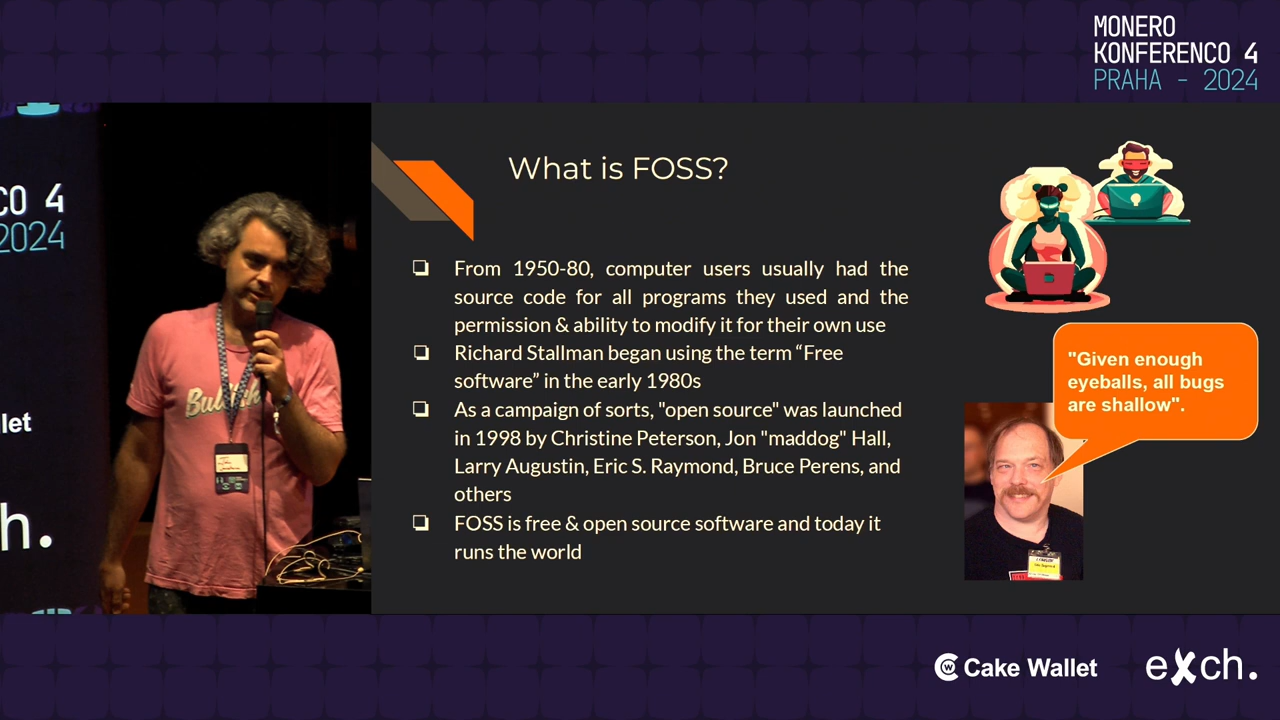 MONERO
KONFERENCO 4
PRAHA - 2024
CO 4
2024
let
h.
What is FOSS?
❏ From 1950-80, computer users usually had the
source code for all programs they used and the
permission & ability to modify it for their own use
❏ Richard Stallman began using the term “Free
software” in the early 1980s
❏ As a campaign of sorts, "open source" was launched
in 1998 by Christine Peterson, Jon "maddog" Hall,
Larry Augustin, Eric S. Raymond, Bruce Perens, and
others
❏ FOSS is free & open source software and today it
runs the world
"Given enough
eyeballs, all bugs
are shallow".
Cake Wallet
exch.